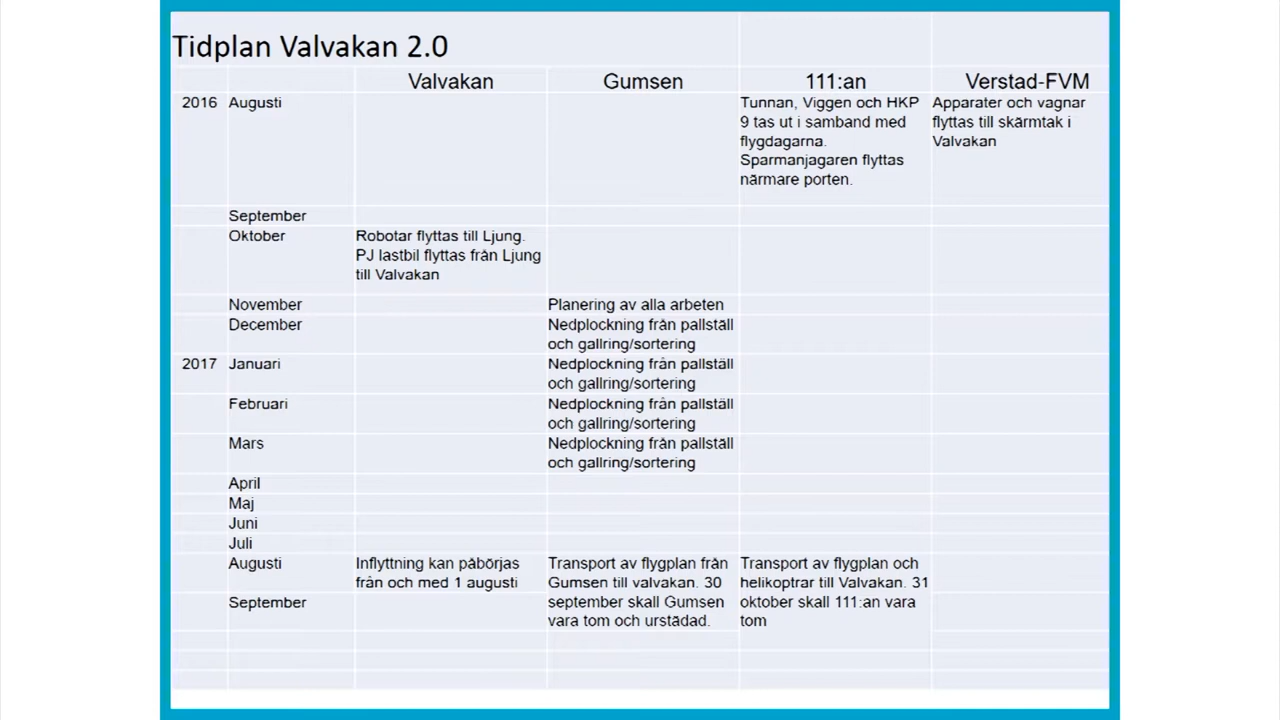 Tidplan Valvakan 2.0
Valvakan Gumsen 111:an Verstad-FVM
2016 Augusti
Tunnan, Viggen och HKP
9 tas ut i samband med
flygdagarna.
Sparmanjagaren flyttas
närmare porten.
Apparater och vagnar
flyttas till skärmtak i
Valvakan
September
Oktober
Robotar flyttas till Ljung.
PJ lastbil flyttas från Ljung
till Valvakan
November
Planering av alla arbeten
December
Nedplockning från pallställ
och gallring/sortering
2017 Januari
Nedplockning från pallställ
och gallring/sortering
Februari
Nedplockning från pallställ
och gallring/sortering
Mars
Nedplockning från pallställ
och gallring/sortering
April
Maj
Juni
Juli
Augusti
Inflyttning kan påbörjas
från och med 1 augusti
Transport av flygplan från
Gumsen till valvakan. 30
september skall Gumsen
vara tom och urstädad.
Transport av flygplan och
helikoptrar till Valvakan. 31
oktober skall 111:an vara
tom
September